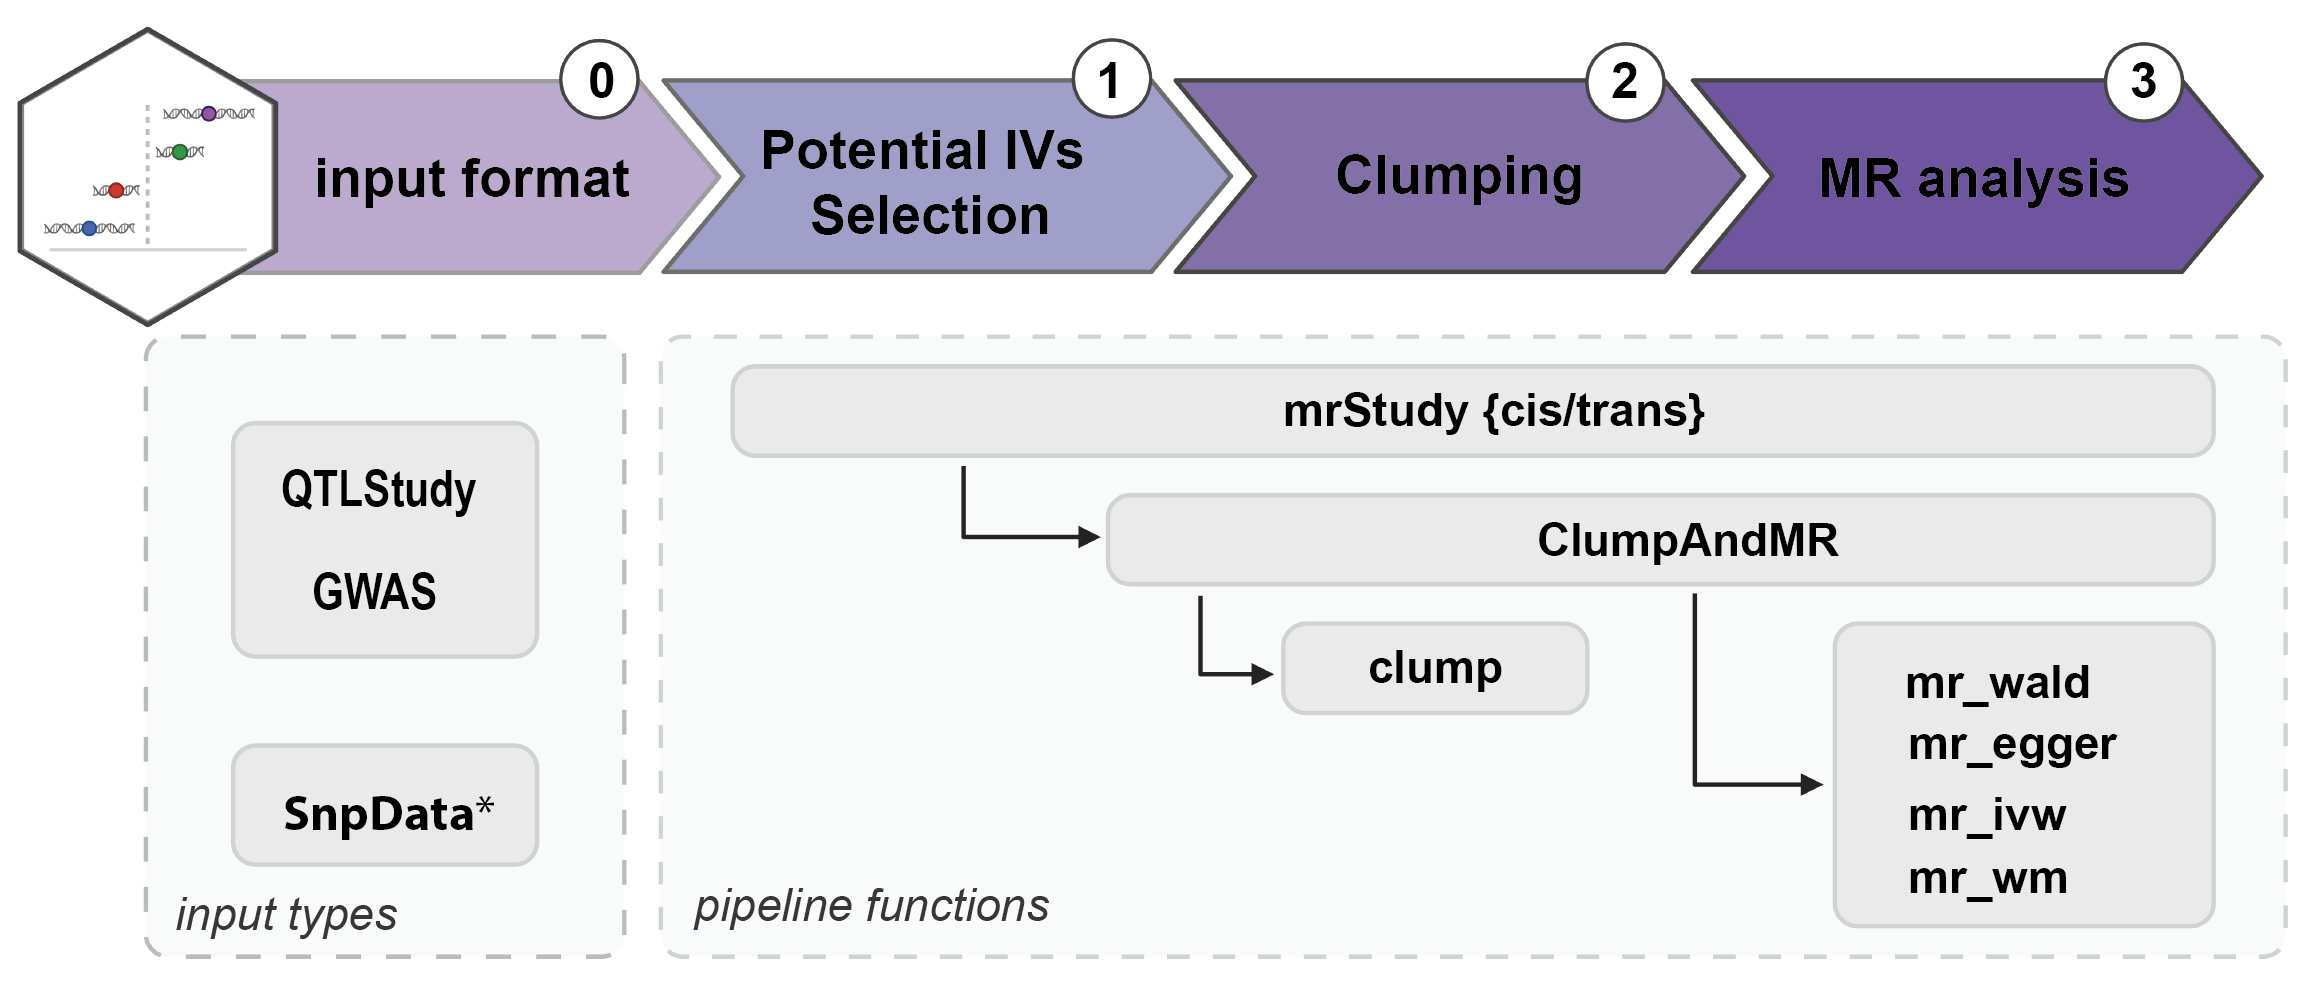 0
1
2
3
input format
Potential IVs
Selection
Clumping
MR analysis
QTLStudy
GWAS
SnpData*
input types
mrStudy {cis/trans}
ClumpAndMR
clump
mr_wald
mr_egger
mr_ivw
mr_wm
pipeline functions